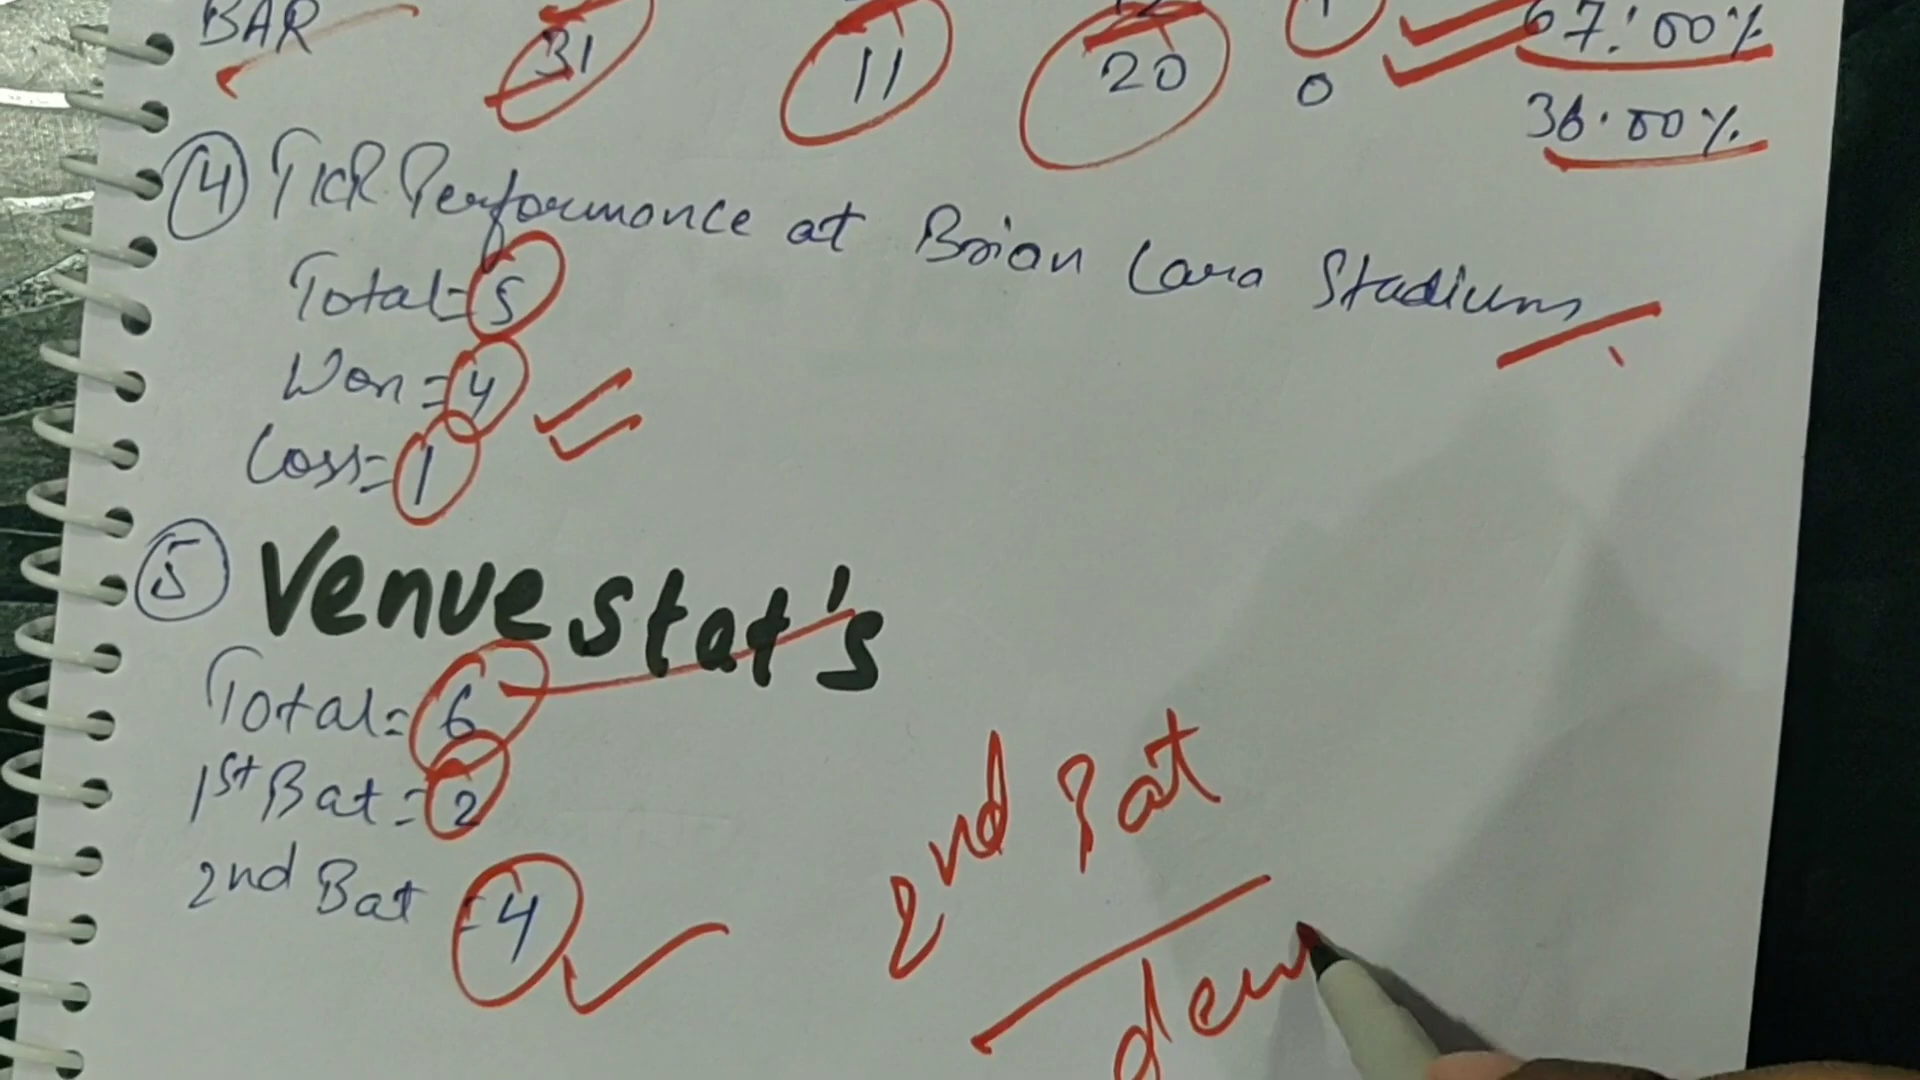 67.00%
BAR 31 11 20 0
36.00%
4 TKR Performance at Brian Lara Stadium
Total=5
Won=4
Loss=1
5 Venue stat's
Total=6
1st Bat=2
2nd Bat=4
2nd Bat
dew